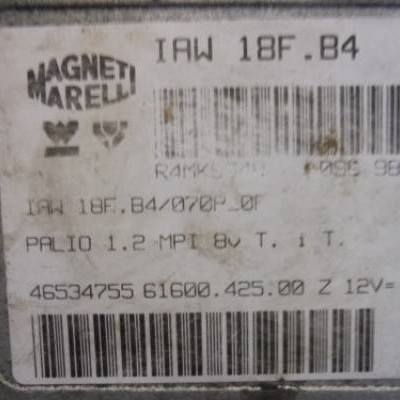 MAGNETI
MARELLI
IAW 18F.B4
IAW 18F.B4/070P_0F
PALIO 1.2 MPI 8v T. i T.
46534755 61600.425.00 Z 12V=